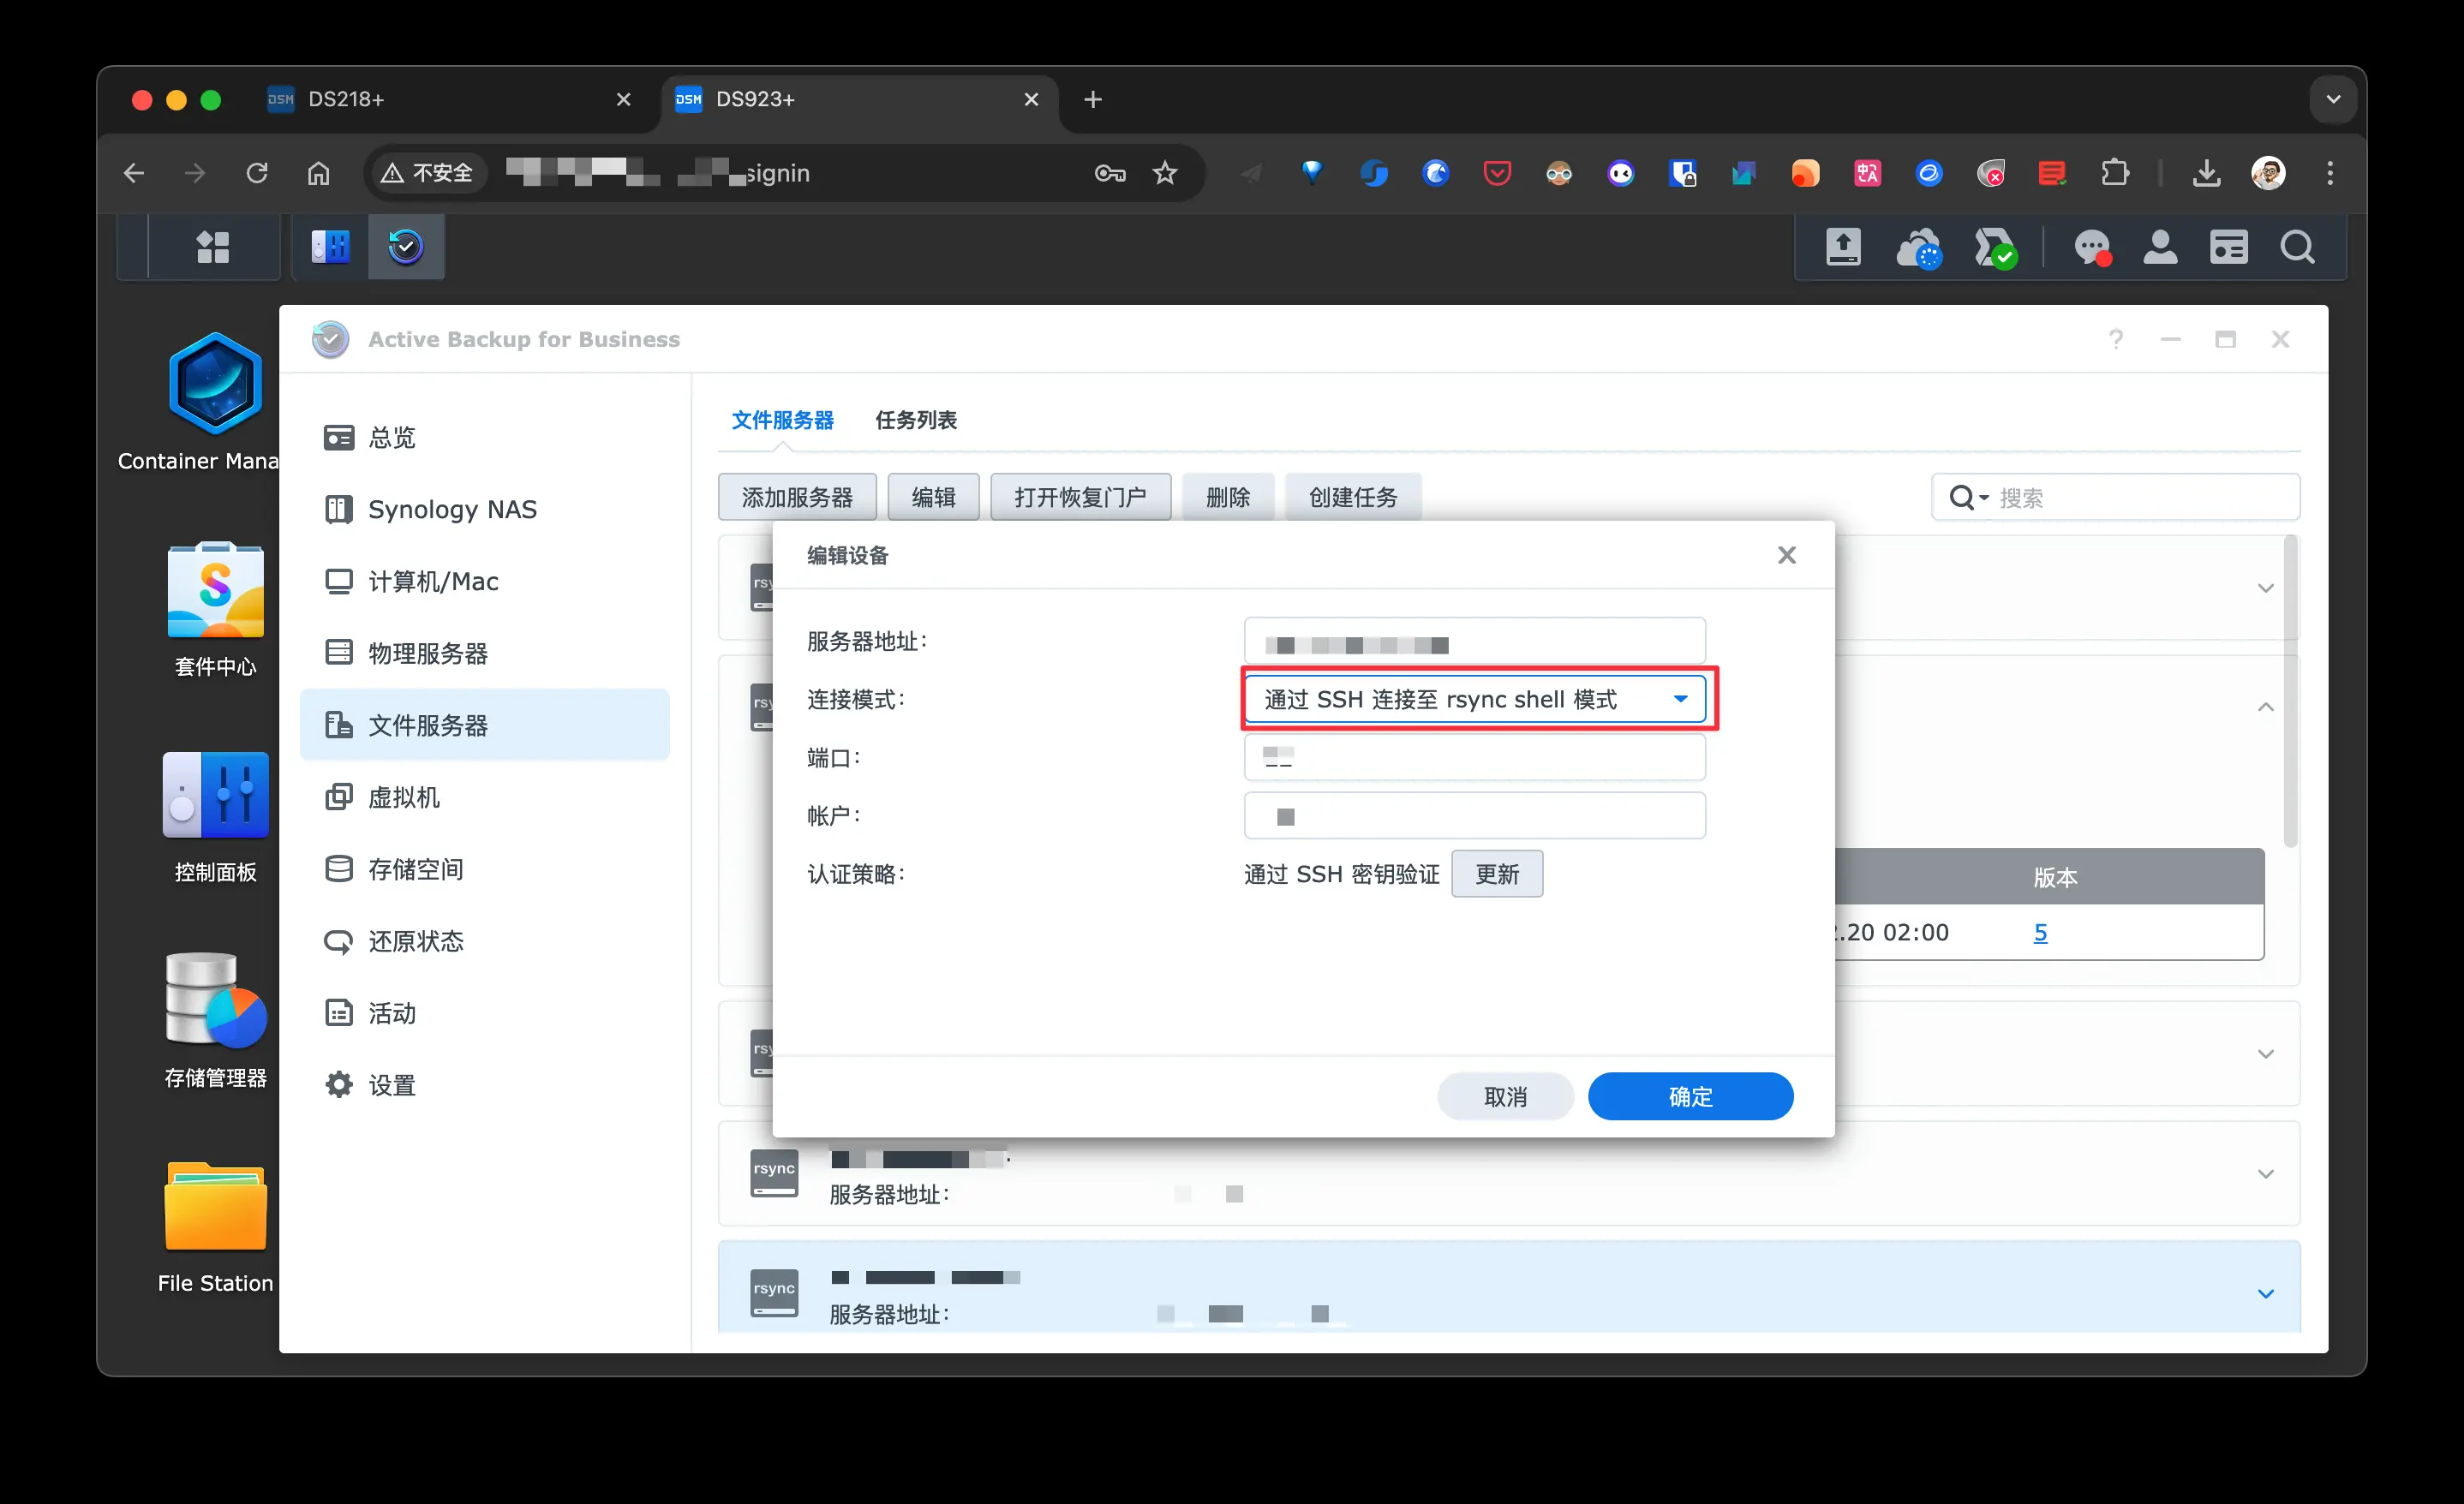 DS218+
DS923+
不安全
signin
Active Backup for Business
Container Mana
套件中心
控制面板
存储管理器
File Station
总览
Synology NAS
计算机/Mac
物理服务器
文件服务器
虚拟机
存储空间
还原状态
活动
设置
文件服务器
任务列表
添加服务器
编辑
打开恢复门户
删除
创建任务
搜索
编辑设备
服务器地址:
连接模式:
通过 SSH 连接至 rsync shell 模式
端口:
帐户:
认证策略:
通过 SSH 密钥验证
更新
取消
确定
版本
.20 02:00
5
rsync
服务器地址:
rsync
服务器地址: